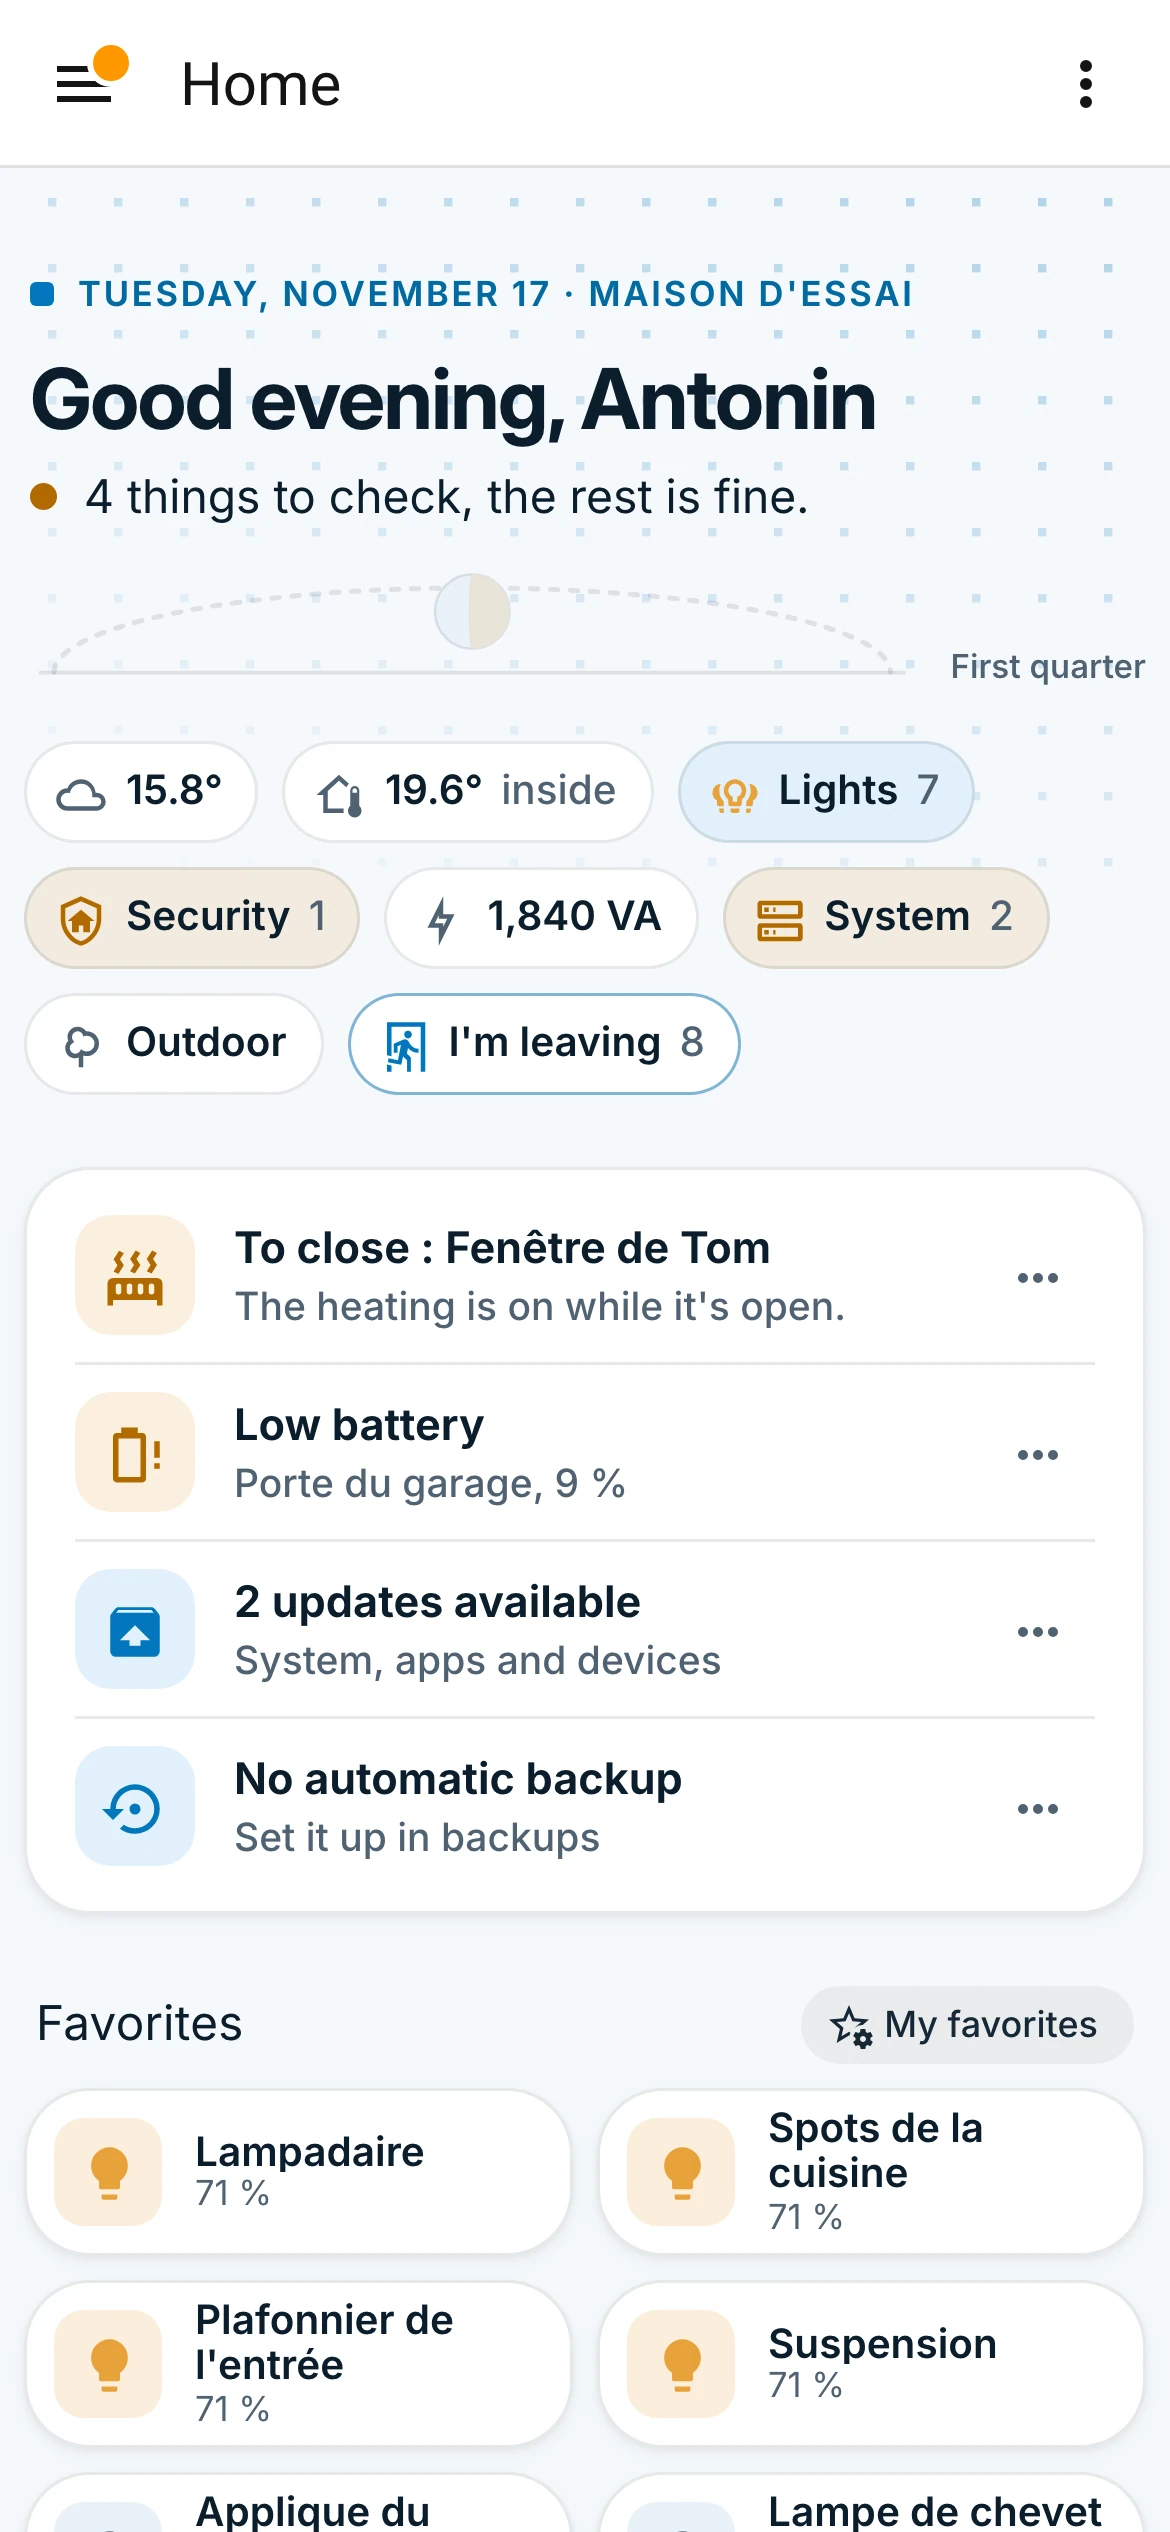 Home
TUESDAY, NOVEMBER 17 · MAISON D'ESSAI
Good evening, Antonin
4 things to check, the rest is fine.
First quarter
15.8°
19.6° inside
Lights 7
Security 1
1,840 VA
System 2
Outdoor
I'm leaving 8
To close : Fenêtre de Tom
The heating is on while it's open.
Low battery
Porte du garage, 9 %
2 updates available
System, apps and devices
No automatic backup
Set it up in backups
Favorites
My favorites
Lampadaire
71 %
Spots de la
cuisine
71 %
Plafonnier de
l'entrée
71 %
Suspension
71 %
Applique du
Lampe de chevet